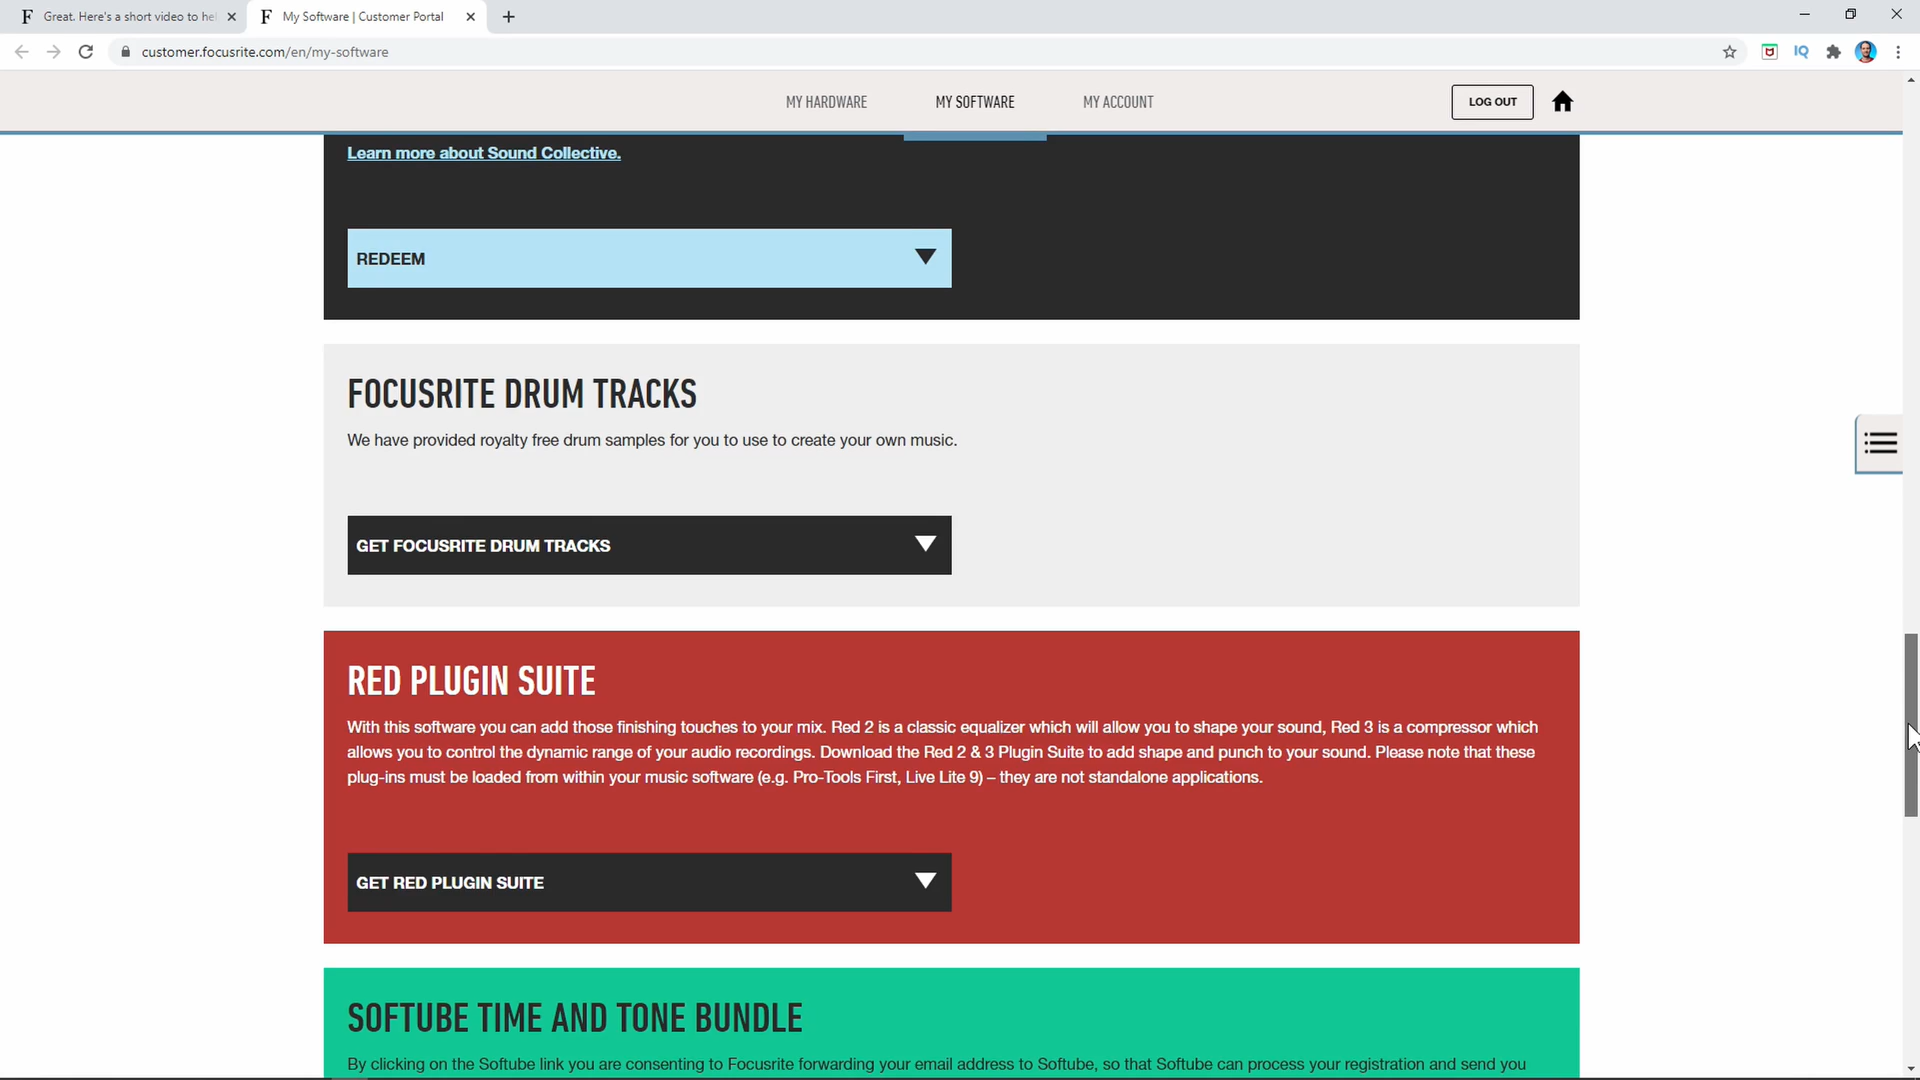 Great. Here's a short video to he
My Software | Customer Portal
customer.focusrite.com/en/my-software
IQ
MY HARDWARE
MY SOFTWARE
MY ACCOUNT
LOG OUT
Learn more about Sound Collective.
REDEEM
FOCUSRITE DRUM TRACKS
We have provided royalty free drum samples for you to use to create your own music.
GET FOCUSRITE DRUM TRACKS
RED PLUGIN SUITE
With this software you can add those finishing touches to your mix. Red 2 is a classic equalizer which will allow you to shape your sound, Red 3 is a compressor which
allows you to control the dynamic range of your audio recordings. Download the Red 2 & 3 Plugin Suite to add shape and punch to your sound. Please note that these
plug-ins must be loaded from within your music software (e.g. Pro-Tools First, Live Lite 9) – they are not standalone applications.
GET RED PLUGIN SUITE
SOFTUBE TIME AND TONE BUNDLE
By clicking on the Softube link you are consenting to Focusrite forwarding your email address to Softube, so that Softube can process your registration and send you